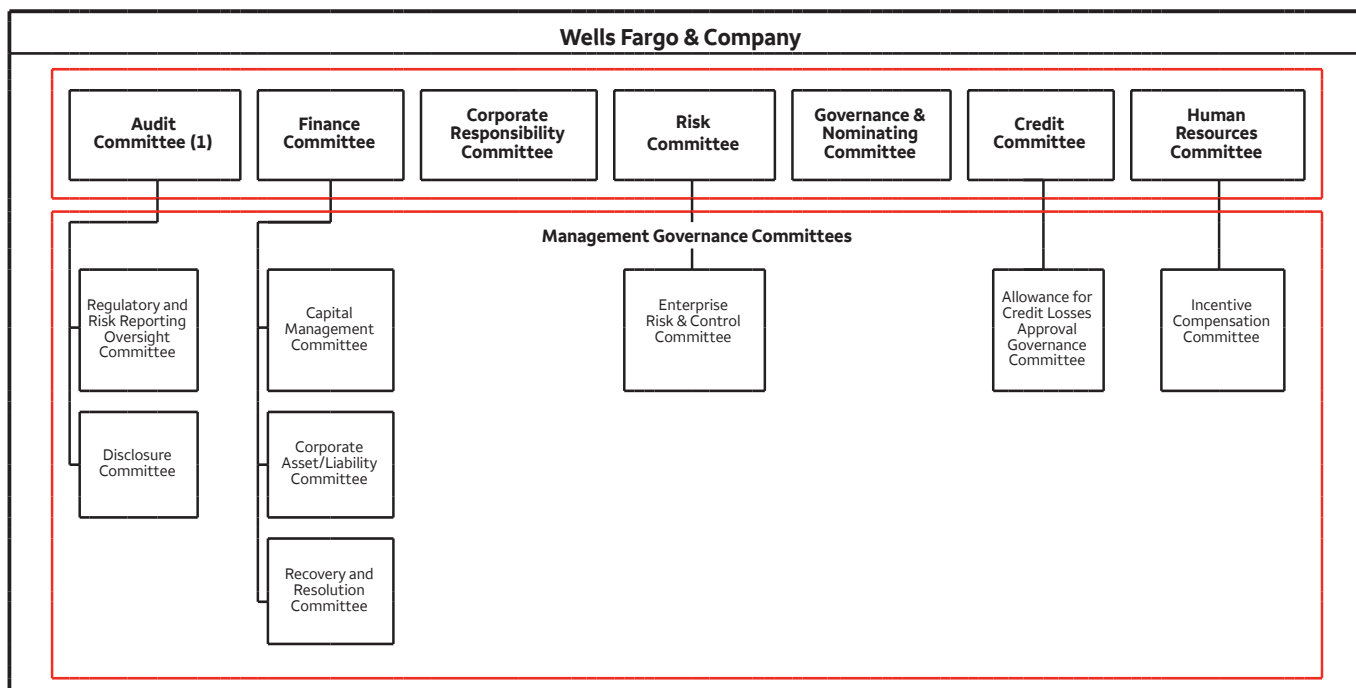 Wells Fargo & Company
Audit
Committee (1)
Finance
Committee
Corporate
Responsibility
Committee
Risk
Committee
Governance &
Nominating
Committee
Credit
Committee
Human
Resources
Committee
Management Governance Committees
Regulatory and
Risk Reporting
Oversight
Committee
Capital
Management
Committee
Enterprise
Risk & Control
Committee
Allowance for
Credit Losses
Approval
Governance
Committee
Incentive
Compensation
Committee
Disclosure
Committee
Corporate
Asset/Liability
Committee
Recovery and
Resolution
Committee